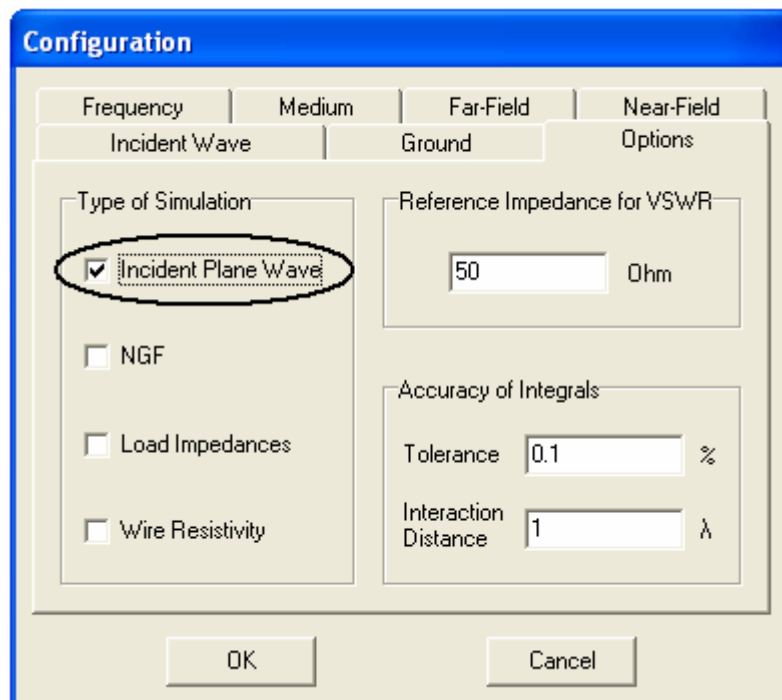 Configuration
Frequency
Medium
Far-Field
Near-Field
Incident Wave
Ground
Options
Type of Simulation
Incident Plane Wave
NGF
Load Impedances
Wire Resistivity
Reference Impedance for VSWR
50 Ohm
Accuracy of Integrals
Tolerance 0.1 %
Interaction
Distance 1 λ
OK
Cancel